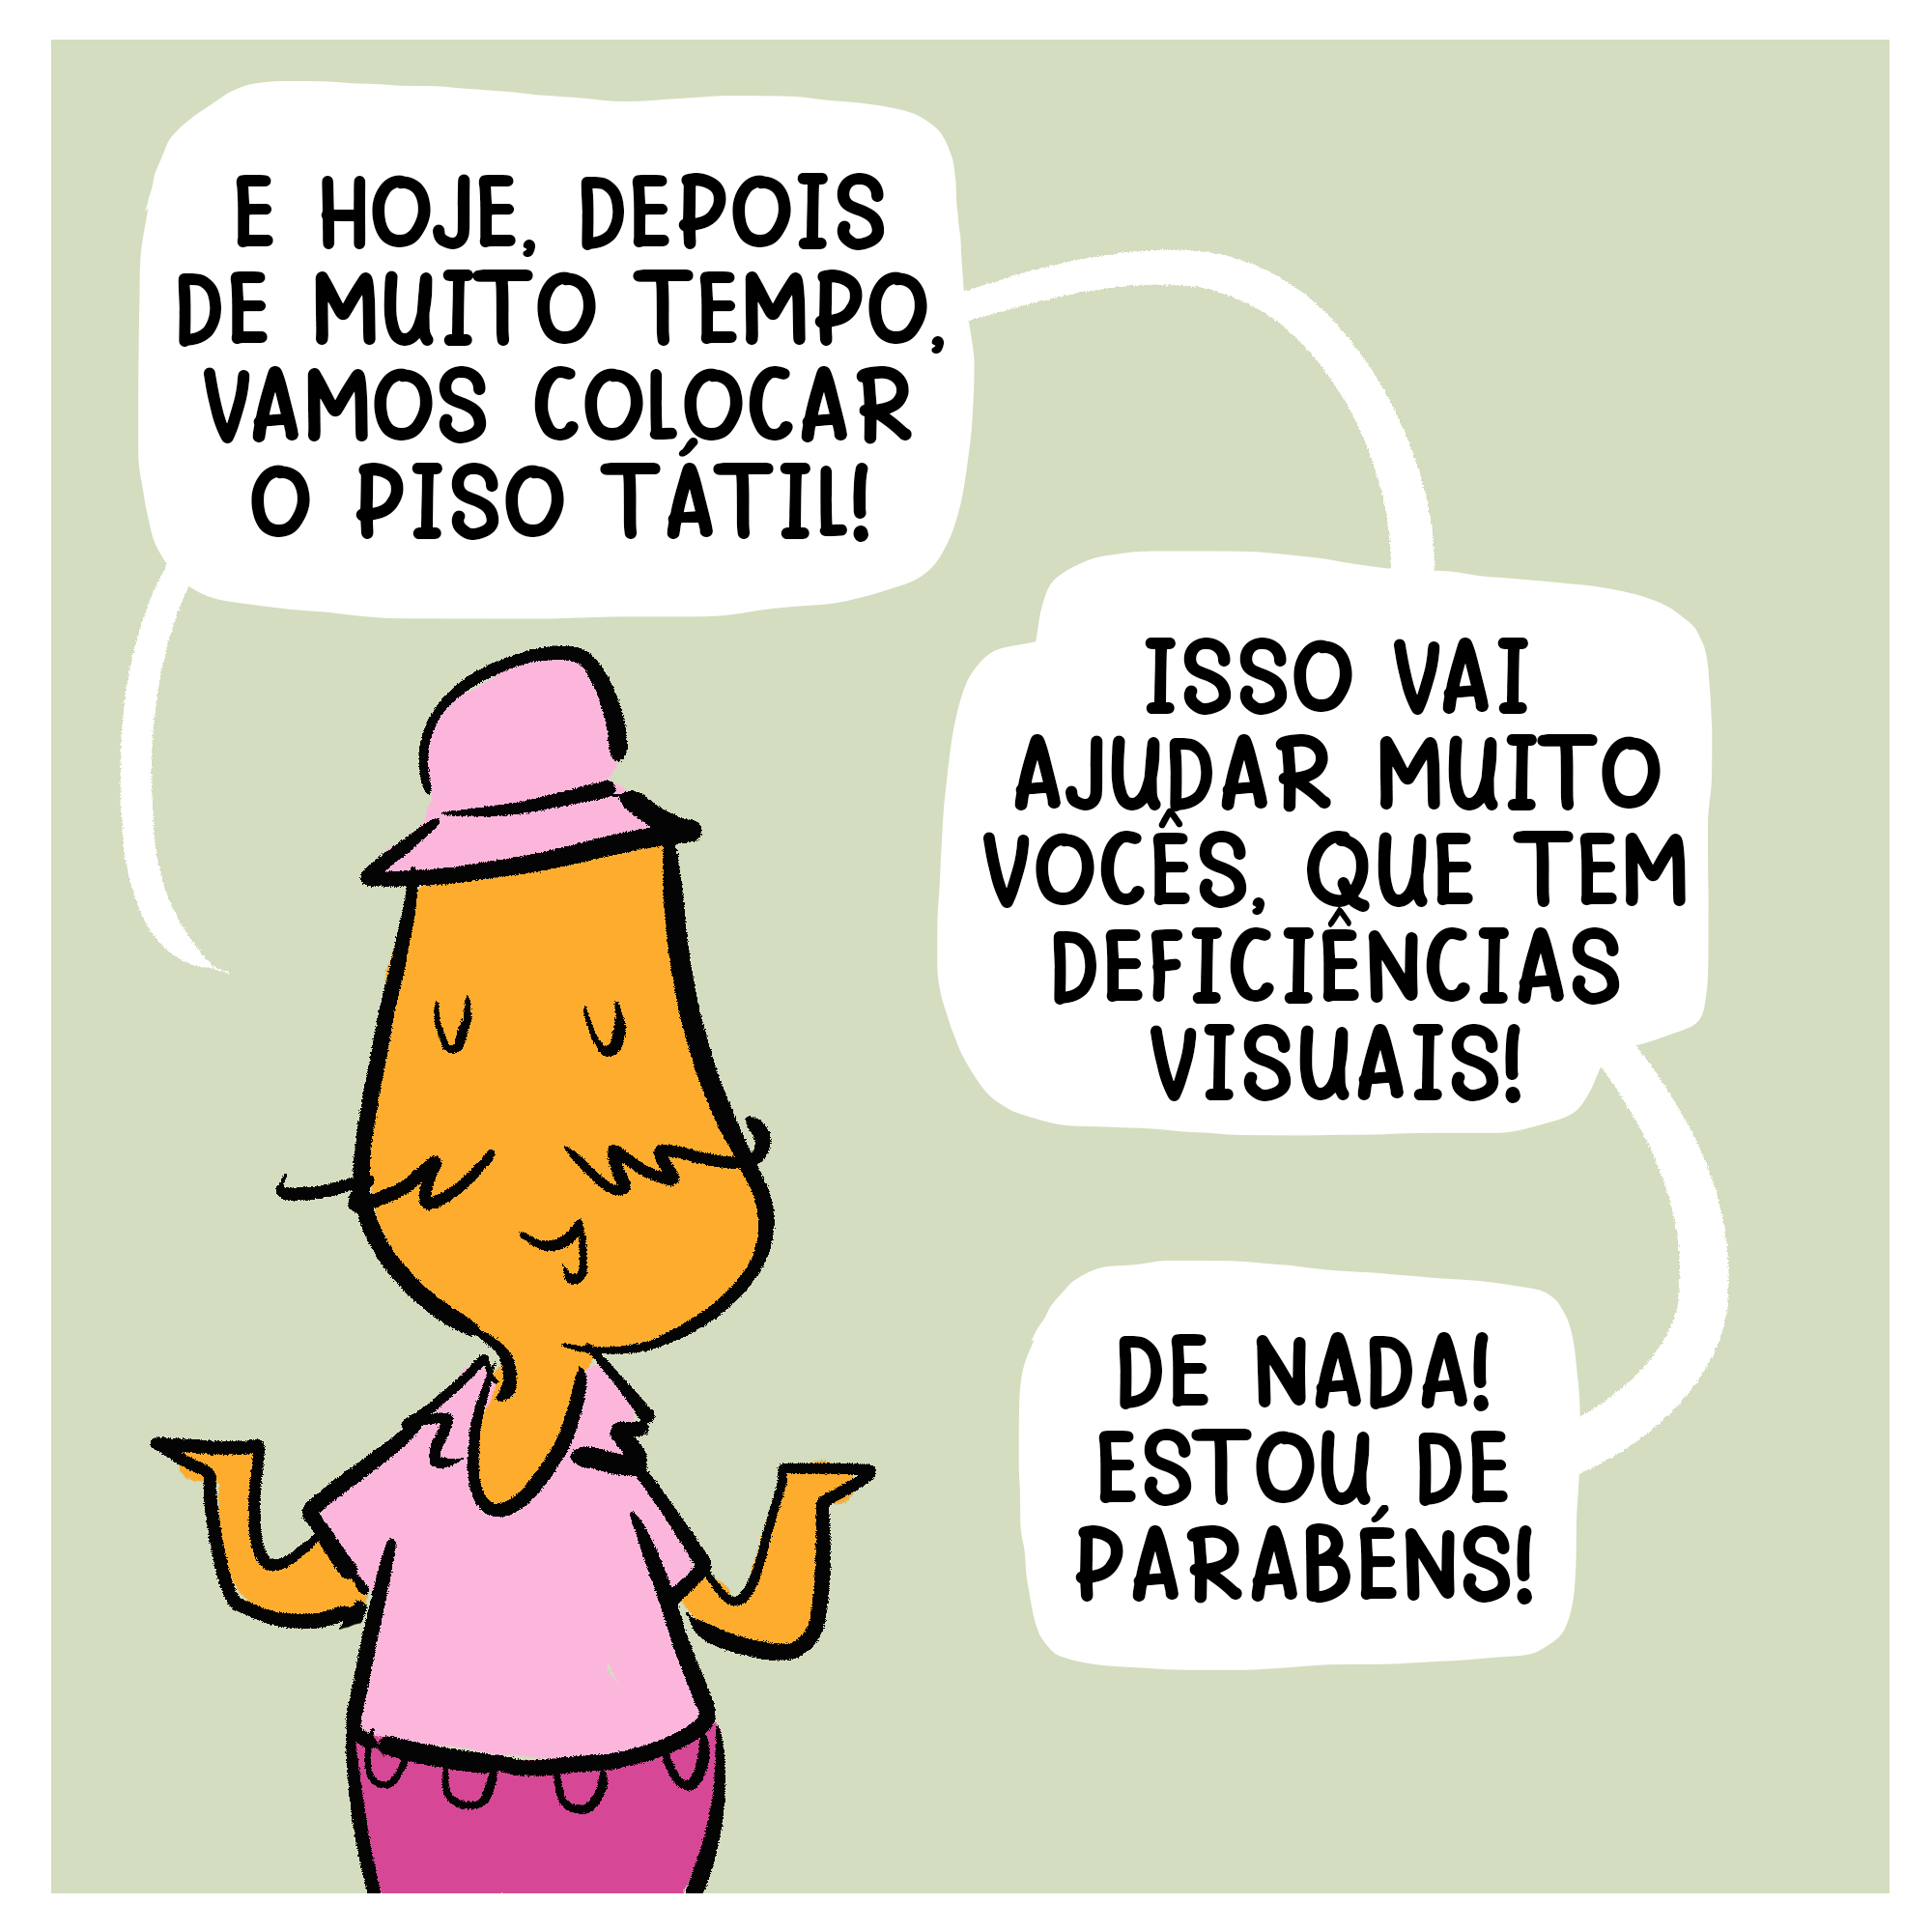 E HOJE, DEPOIS
DE MUITO TEMPO,
VAMOS COLOCAR
O PISO TÁTIL!
ISSO VAI
AJUDAR MUITO
VOCÊS, QUE TEM
DEFICIÊNCIAS
VISUAIS!
DE NADA!
ESTOU DE
PARABÉNS!